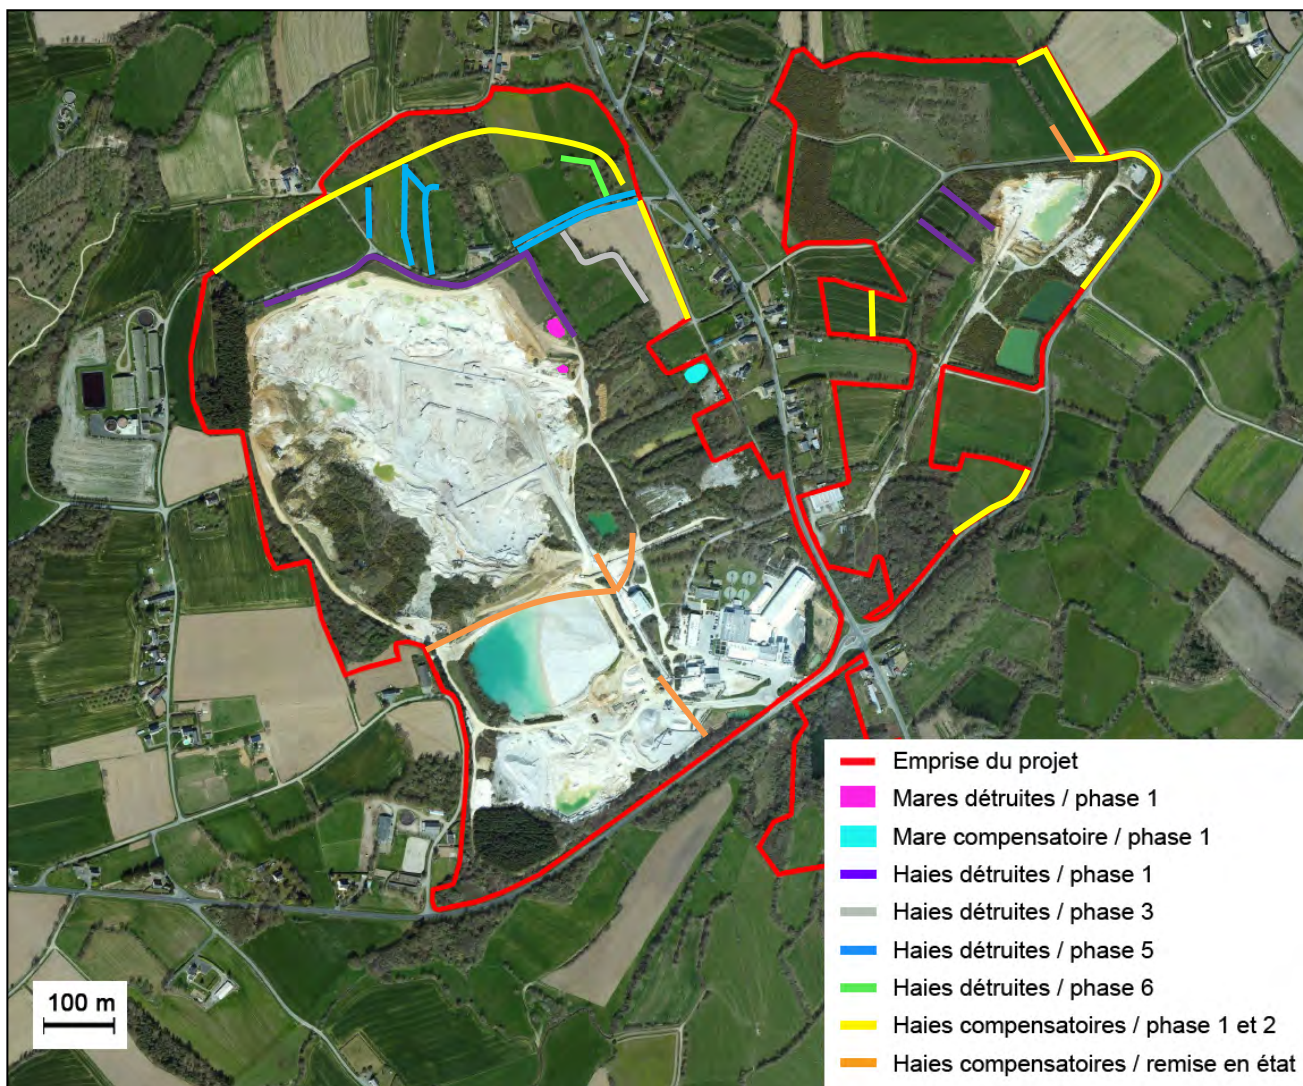 Emprise du projet
Mares détruites / phase 1
Mare compensatoire / phase 1
Haies détruites / phase 1
Haies détruites / phase 3
Haies détruites / phase 5
Haies détruites / phase 6
Haies compensatoires / phase 1 et 2
Haies compensatoires / remise en état
100 m